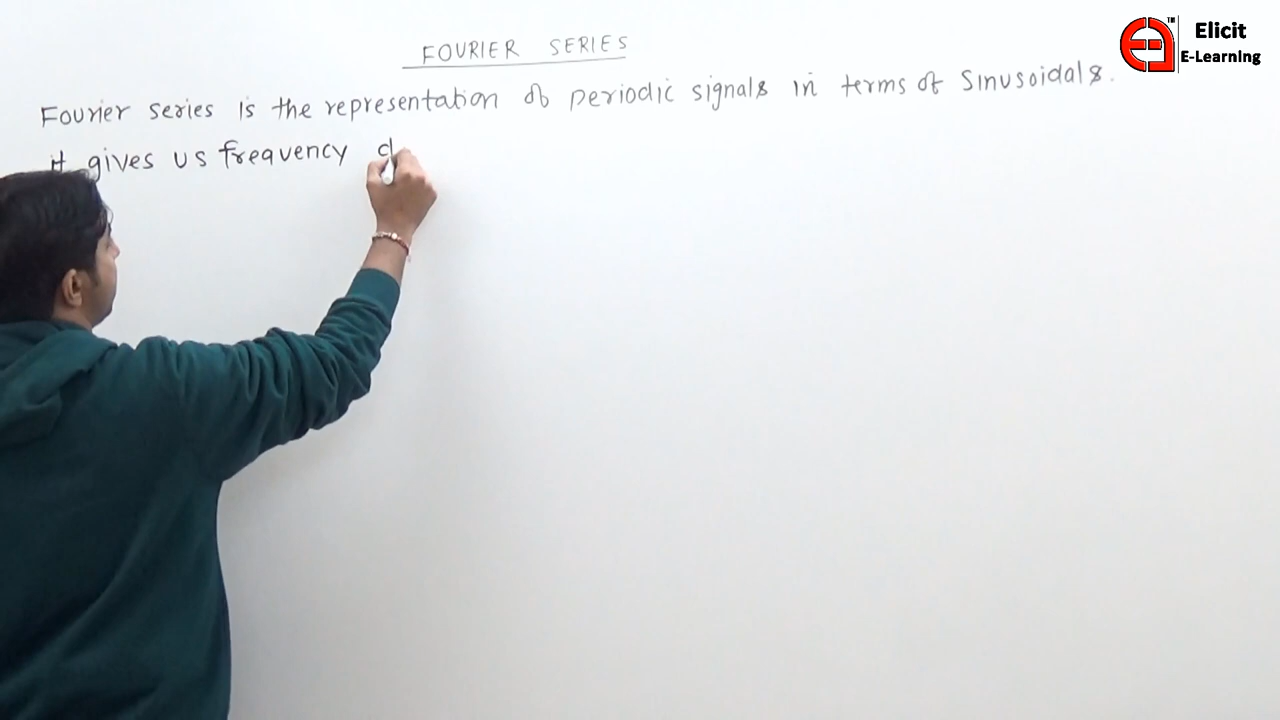 FOURIER SERIES
Fourier series is the representation of periodic signals in terms of sinusoidals.
it gives us frequency d
TM
Elicit
E-Learning